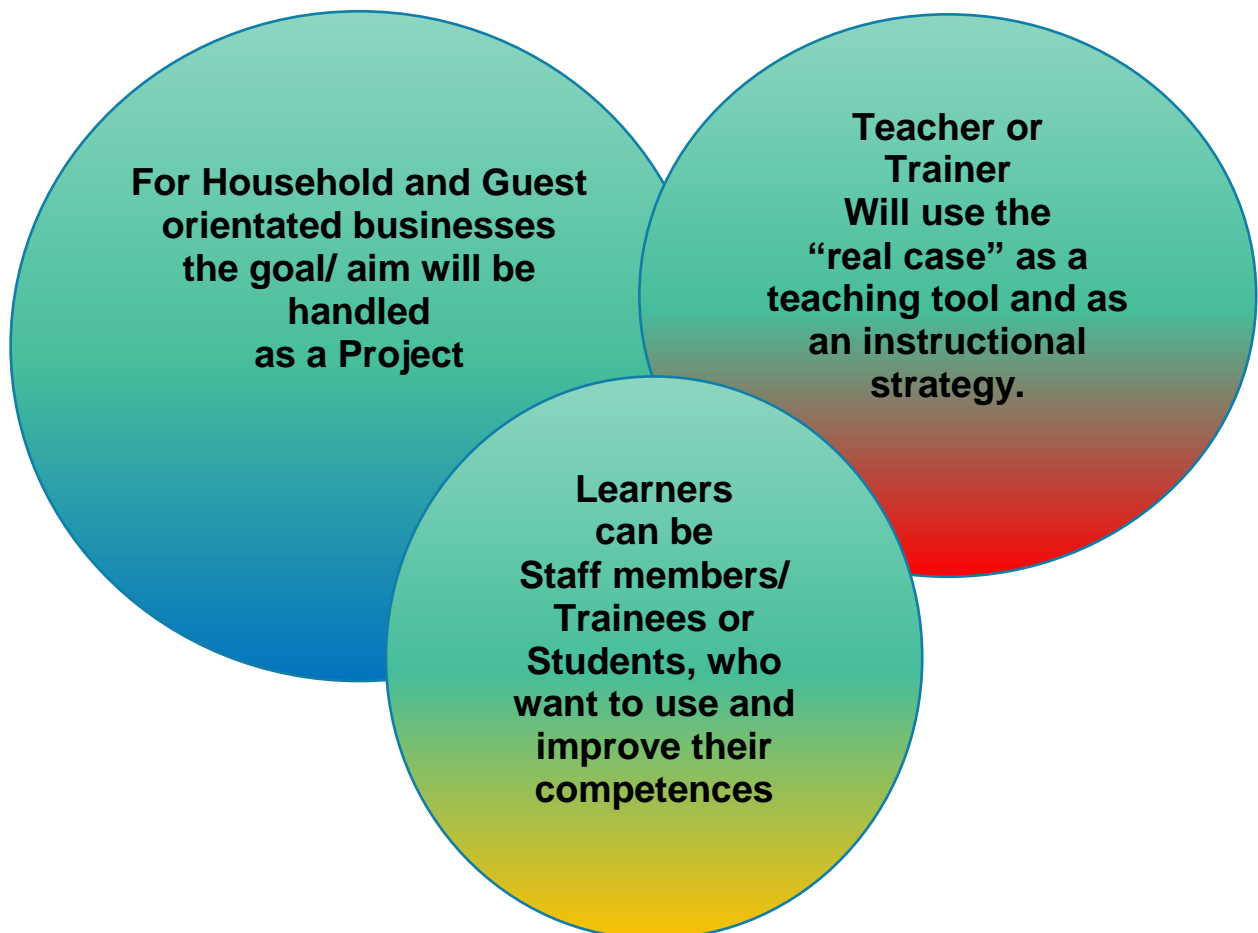 For Household and Guest
orientated businesses
the goal/ aim will be
handled
as a Project
Teacher or
Trainer
Will use the
“real case” as a
teaching tool and as
an instructional
strategy.
Learners
can be
Staff members/
Trainees or
Students, who
want to use and
improve their
competences